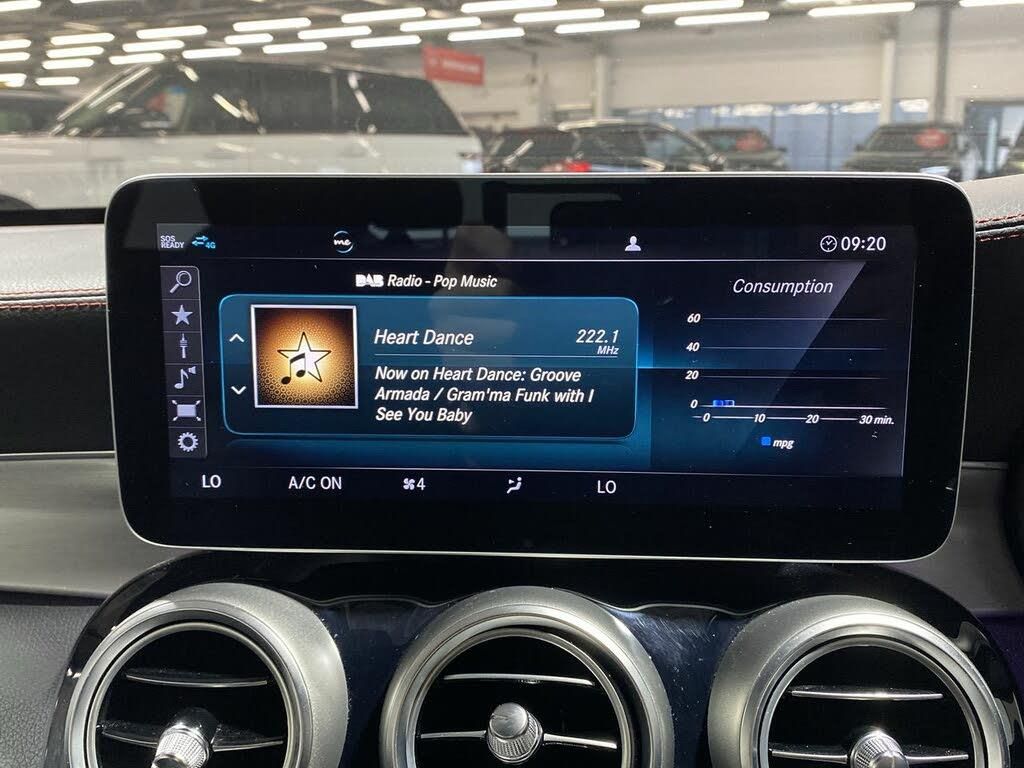 SOS
READY
4G
me
09:20
DAB Radio - Pop Music
Heart Dance
222.1
MHz
Now on Heart Dance: Groove
Armada / Gram'ma Funk with I
See You Baby
Consumption
60
40
20
0
0 10 20 30 min.
mpg
LO
A/C ON
4
LO